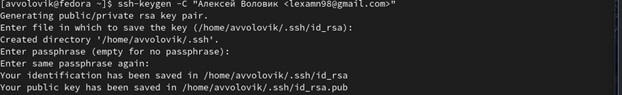 [avvolovik@fedora ~]$ ssh-keygen -C "Алексей Воловик <lexamn98@gmail.com>"
Generating public/private rsa key pair.
Enter file in which to save the key (/home/avvolovik/.ssh/id_rsa):
Created directory '/home/avvolovik/.ssh'.
Enter passphrase (empty for no passphrase):
Enter same passphrase again:
Your identification has been saved in /home/avvolovik/.ssh/id_rsa
Your public key has been saved in /home/avvolovik/.ssh/id_rsa.pub